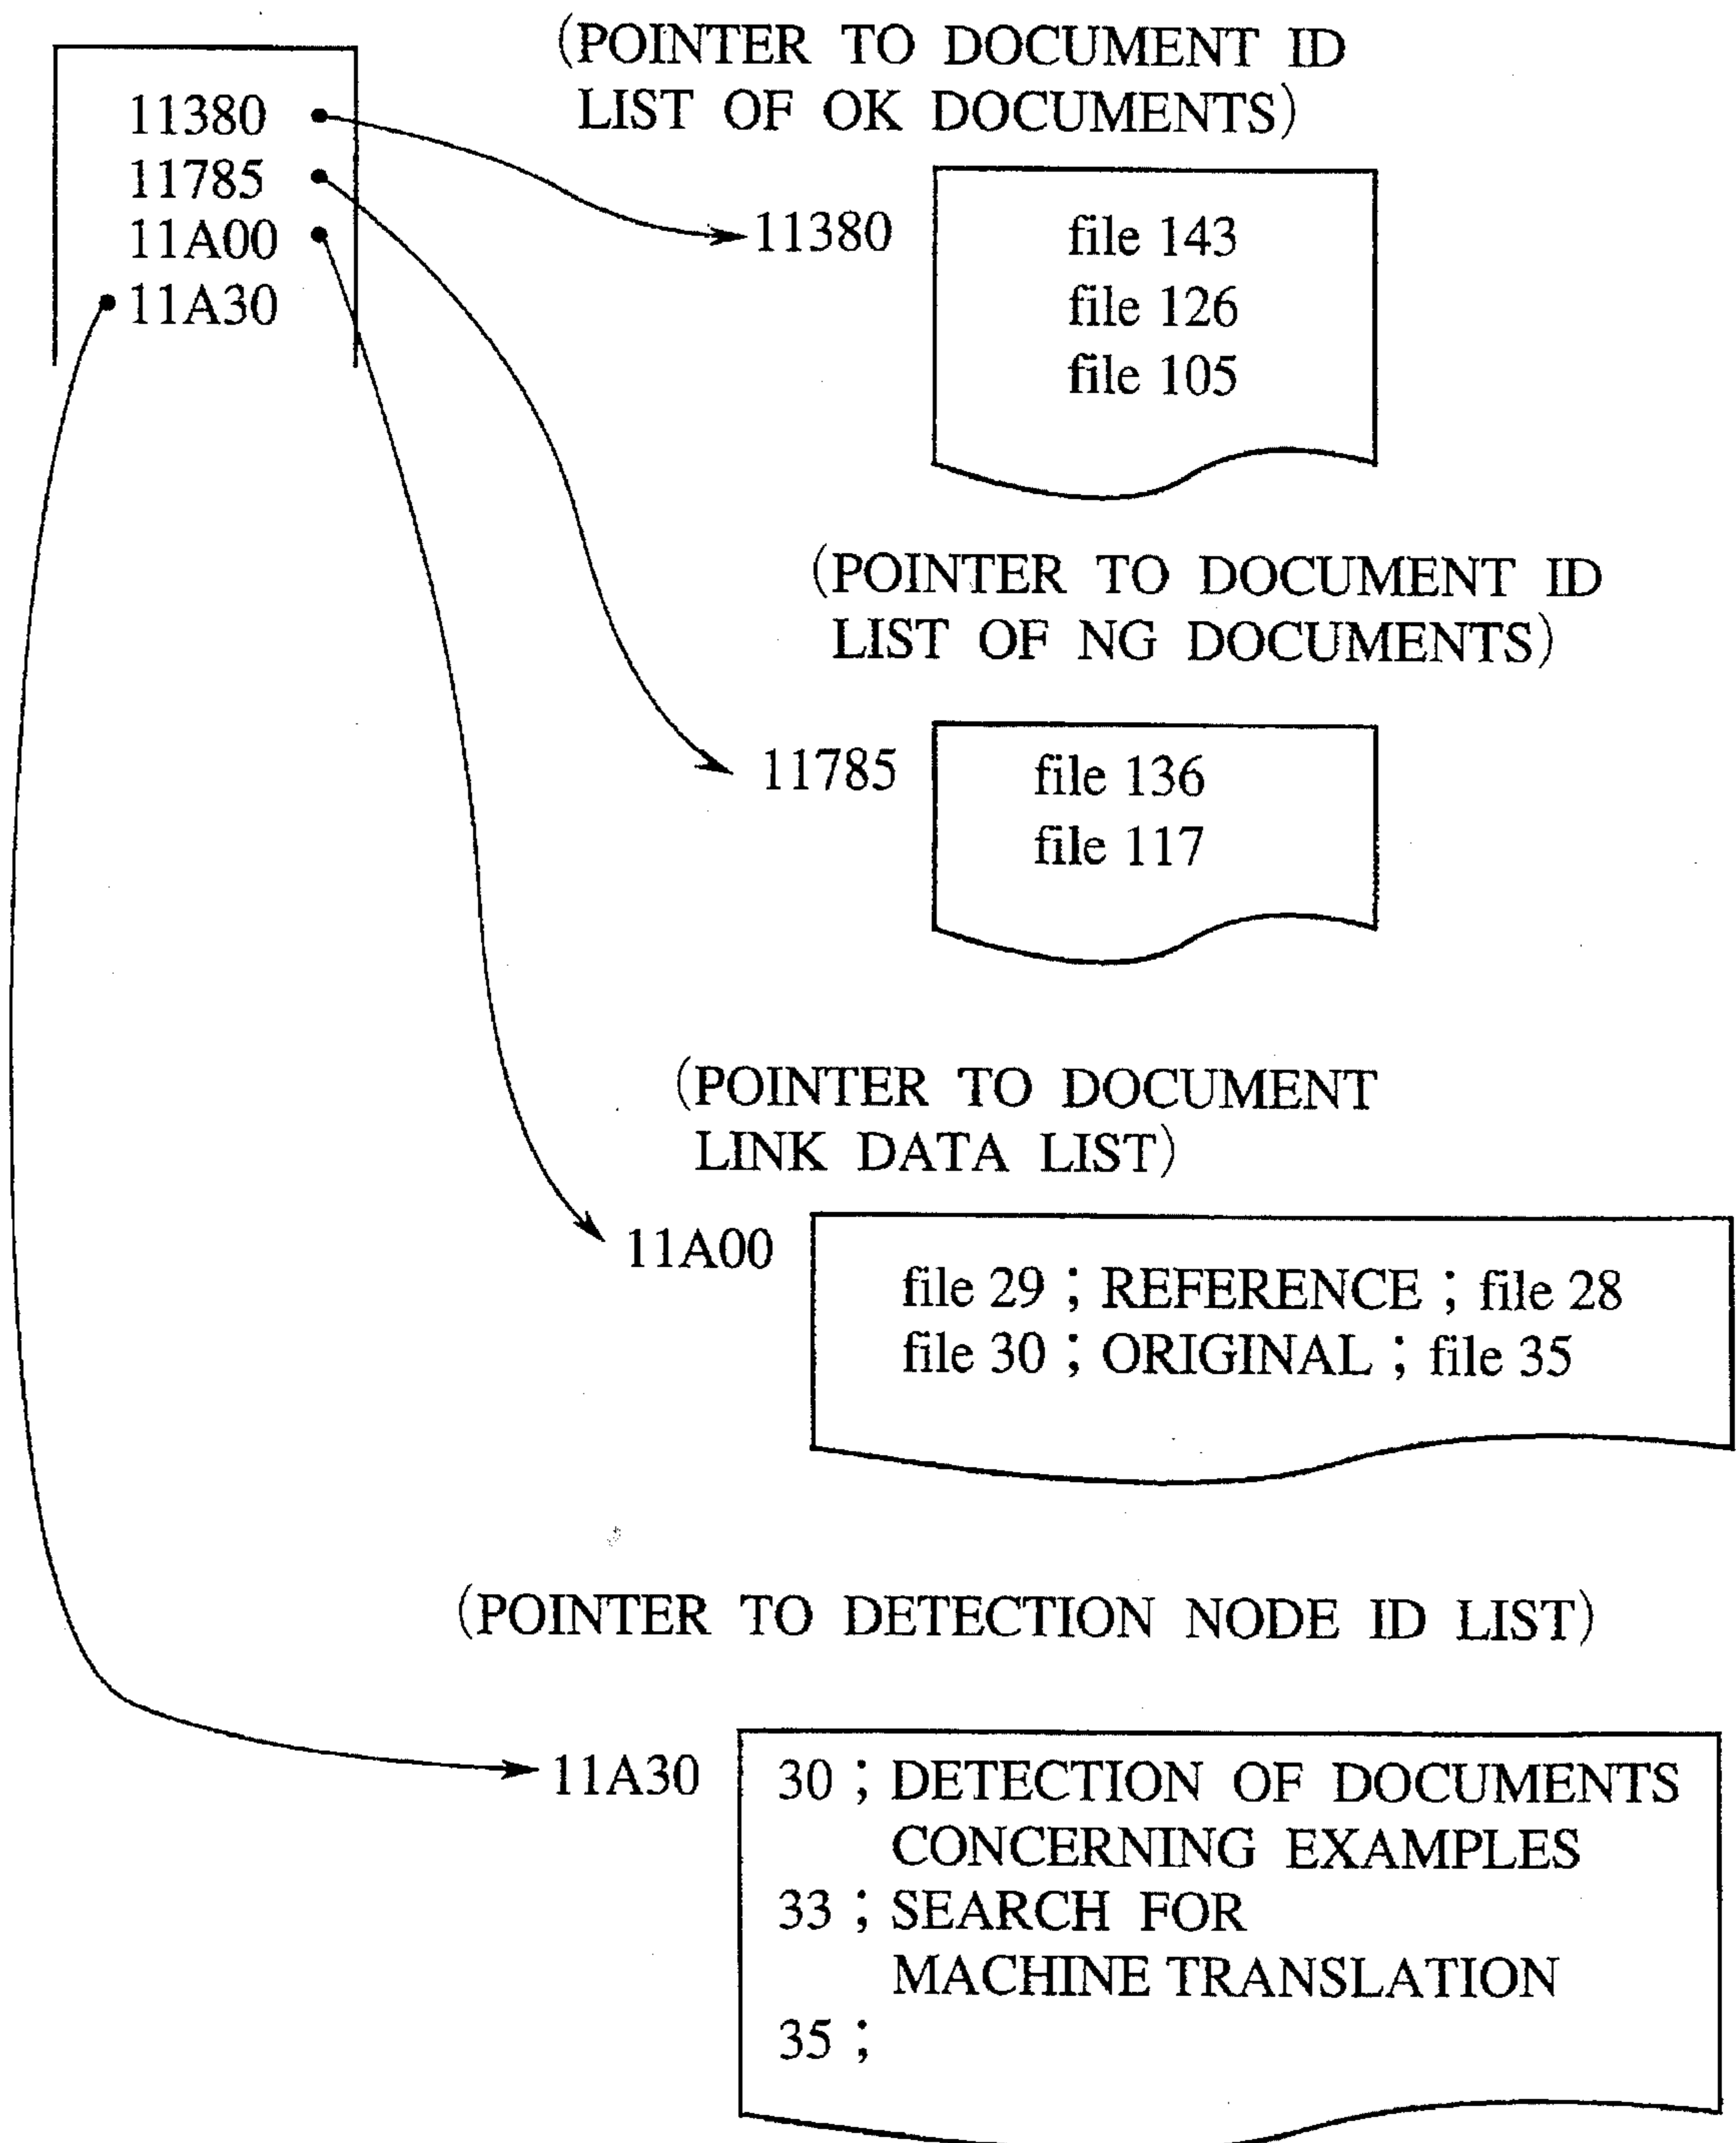 11380
11785
11A00
11A30
(POINTER TO DOCUMENT ID
LIST OF OK DOCUMENTS)
11380
file 143
file 126
file 105
(POINTER TO DOCUMENT ID
LIST OF NG DOCUMENTS)
11785
file 136
file 117
(POINTER TO DOCUMENT
LINK DATA LIST)
11A00
file 29 ; REFERENCE ; file 28
file 30 ; ORIGINAL ; file 35
(POINTER TO DETECTION NODE ID LIST)
11A30
30 ; DETECTION OF DOCUMENTS
CONCERNING EXAMPLES
33 ; SEARCH FOR
MACHINE TRANSLATION
35 ;